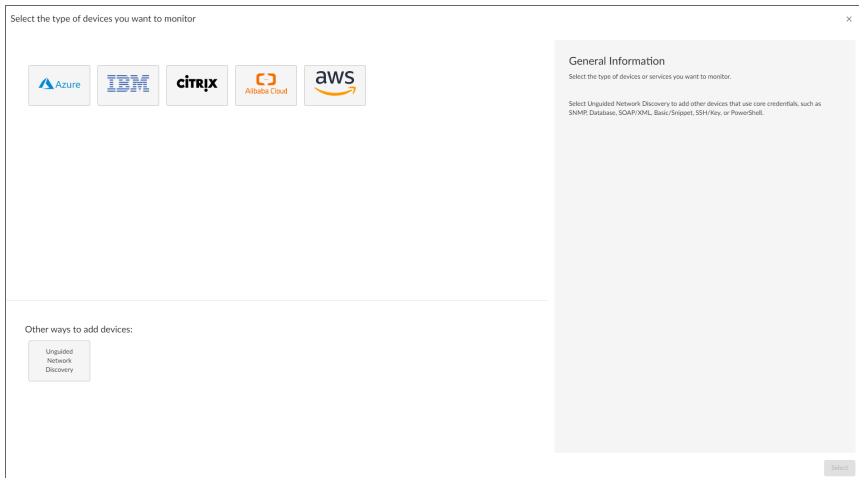 Select the type of devices you want to monitor
×
Azure
IBM
CİTRIX
Alibaba Cloud
aws
General Information
Select the type of devices or services you want to monitor.
Select Unguided Network Discovery to add other devices that use core credentials, such as
SNMP, Database, SOAP/XML, Basic/Snippet, SSH/Key, or PowerShell.
Other ways to add devices:
Unguided
Network
Discovery
Select